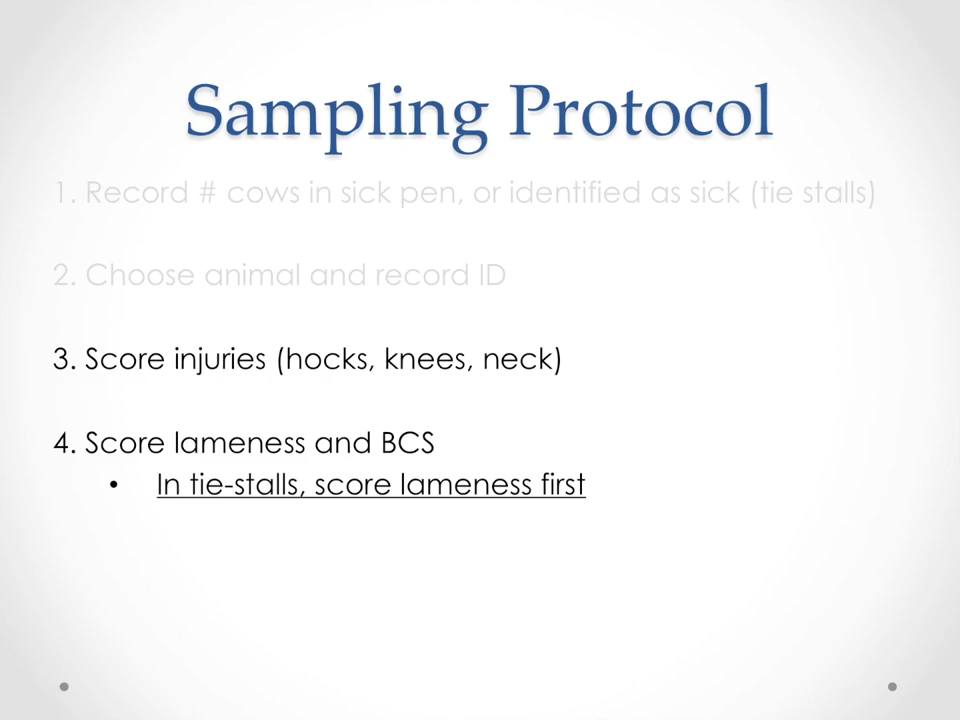 Sampling Protocol
1. Record # cows in sick pen, or identified as sick (tie stalls)
2. Choose animal and record ID
3. Score injuries (hocks, knees, neck)
4. Score lameness and BCS
• In tie-stalls, score lameness first